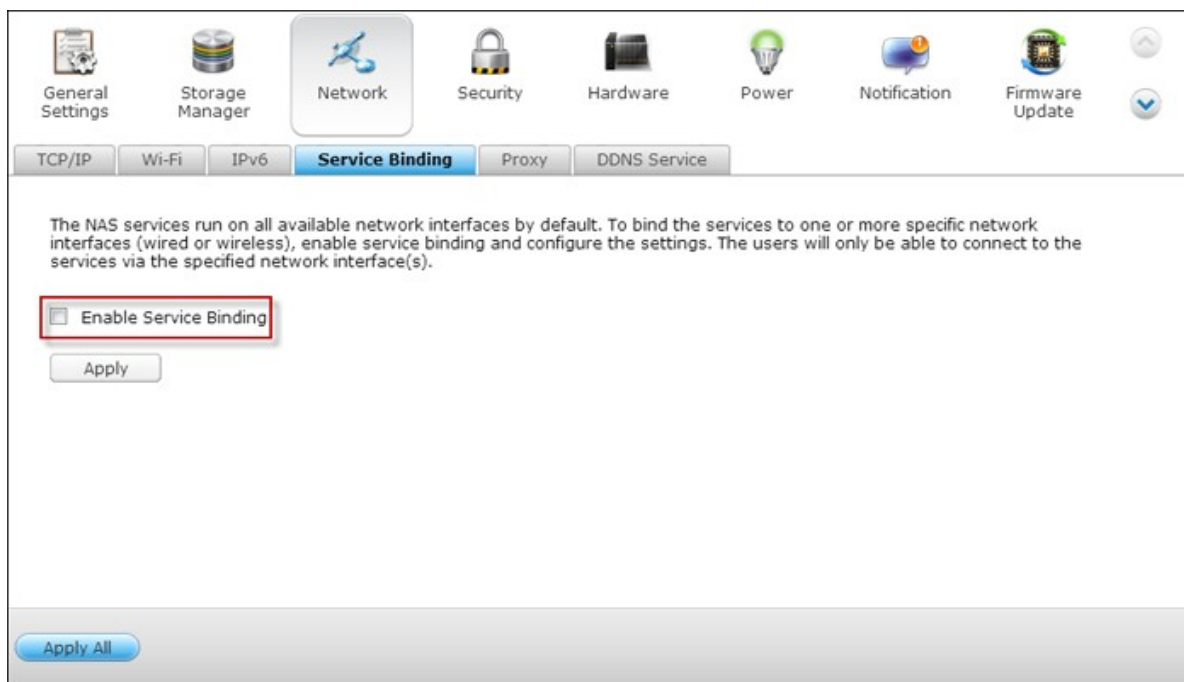 General
Settings
Storage
Manager
Network
Security
Hardware
Power
1
Notification
Firmware
Update
TCP/IP
Wi-Fi
IPv6
Service Binding
Proxy
DDNS Service
The NAS services run on all available network interfaces by default. To bind the services to one or more specific network
interfaces (wired or wireless), enable service binding and configure the settings. The users will only be able to connect to the
services via the specified network interface(s).
Enable Service Binding
Apply
Apply All